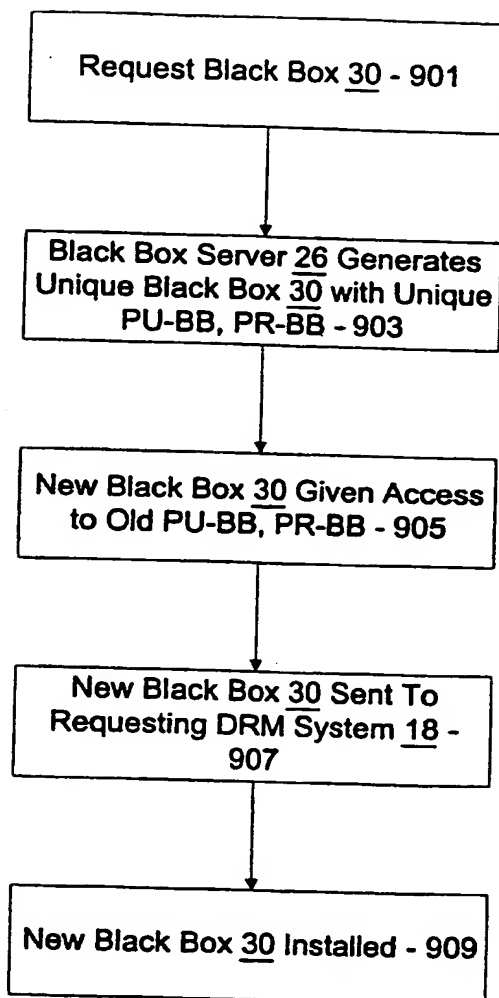 Request Black Box 30 - 901
Black Box Server 26 Generates
Unique Black Box 30 with Unique
PU-BB, PR-BB - 903
New Black Box 30 Given Access
to Old PU-BB, PR-BB - 905
New Black Box 30 Sent To
Requesting DRM System 18 -
907
New Black Box 30 Installed - 909